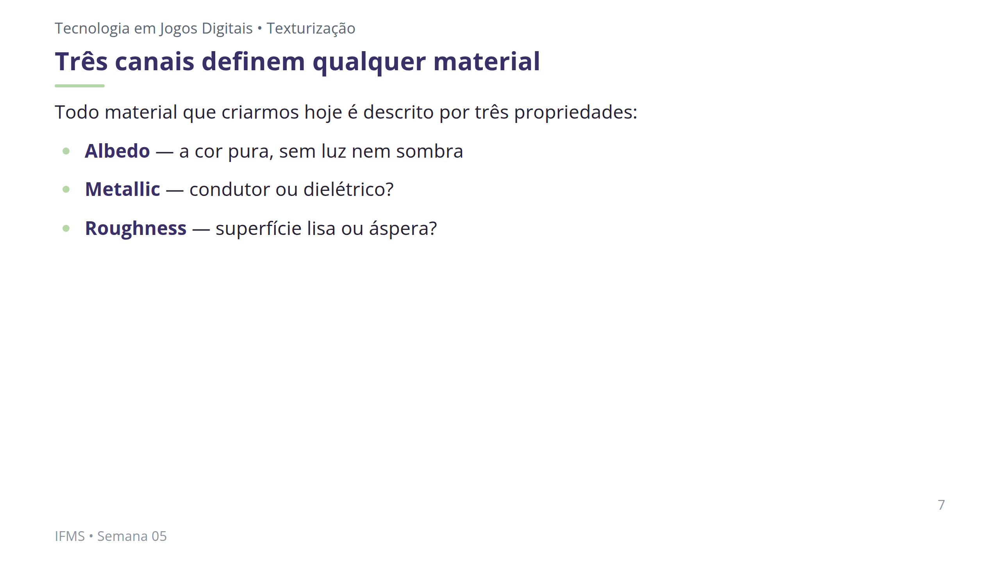 Tecnologia em Jogos Digitais • Texturização
Três canais definem qualquer material
Todo material que criarmos hoje é descrito por três propriedades:
• Albedo — a cor pura, sem luz nem sombra
• Metallic — condutor ou dielétrico?
• Roughness — superfície lisa ou áspera?
7
IFMS • Semana 05